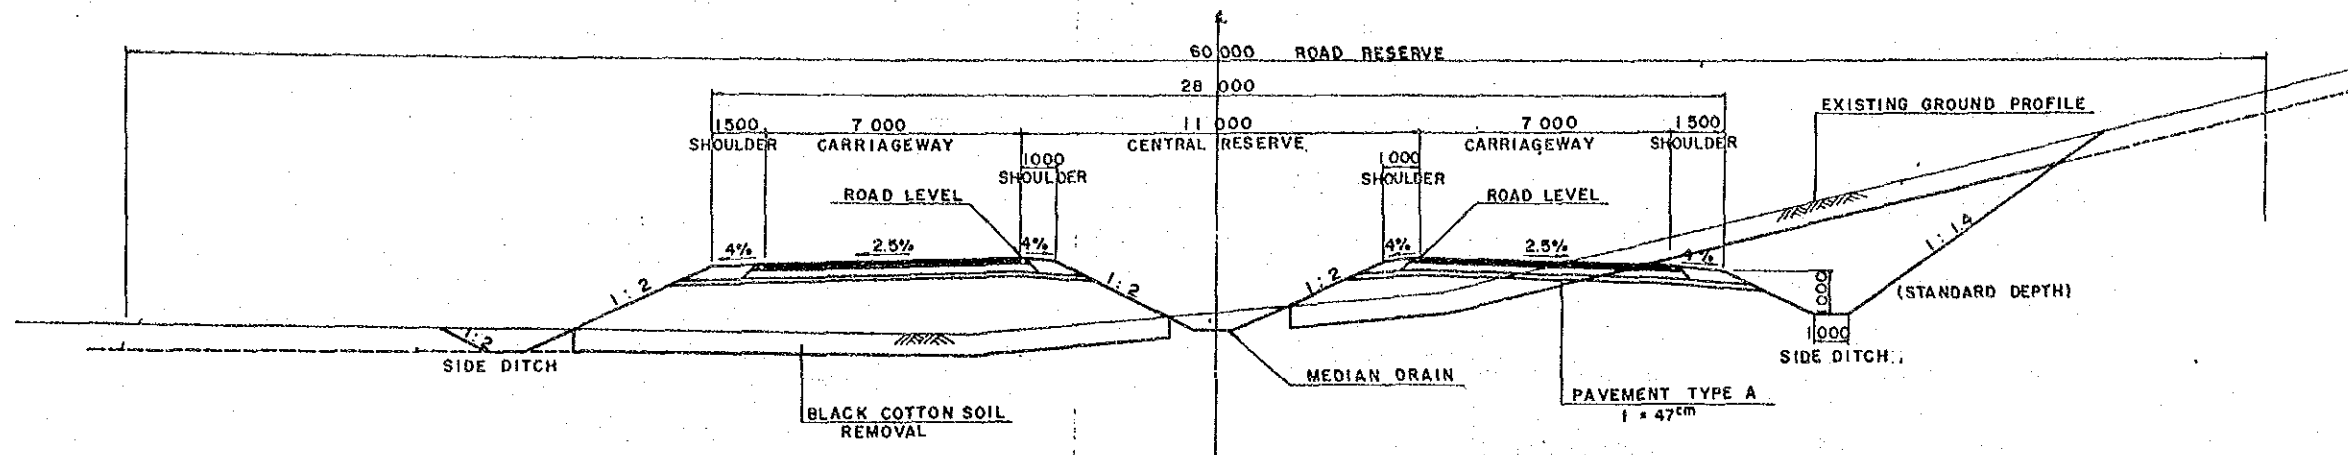 ℄
60 000 ROAD RESERVE
28 000
EXISTING GROUND PROFILE
1500 7 000 11 000 7 000 1 500
SHOULDER CARRIAGEWAY CENTRAL RESERVE CARRIAGEWAY SHOULDER
1000 1 000
SHOULDER SHOULDER
ROAD LEVEL ROAD LEVEL
4% 2.5% 4% 4% 2.5% 4%
1:2 1:2 1:2 1:1.4
1000
(STANDARD DEPTH)
1:2
1000
SIDE DITCH SIDE DITCH
MEDIAN DRAIN
PAVEMENT TYPE A
t = 47cm
BLACK COTTON SOIL
REMOVAL